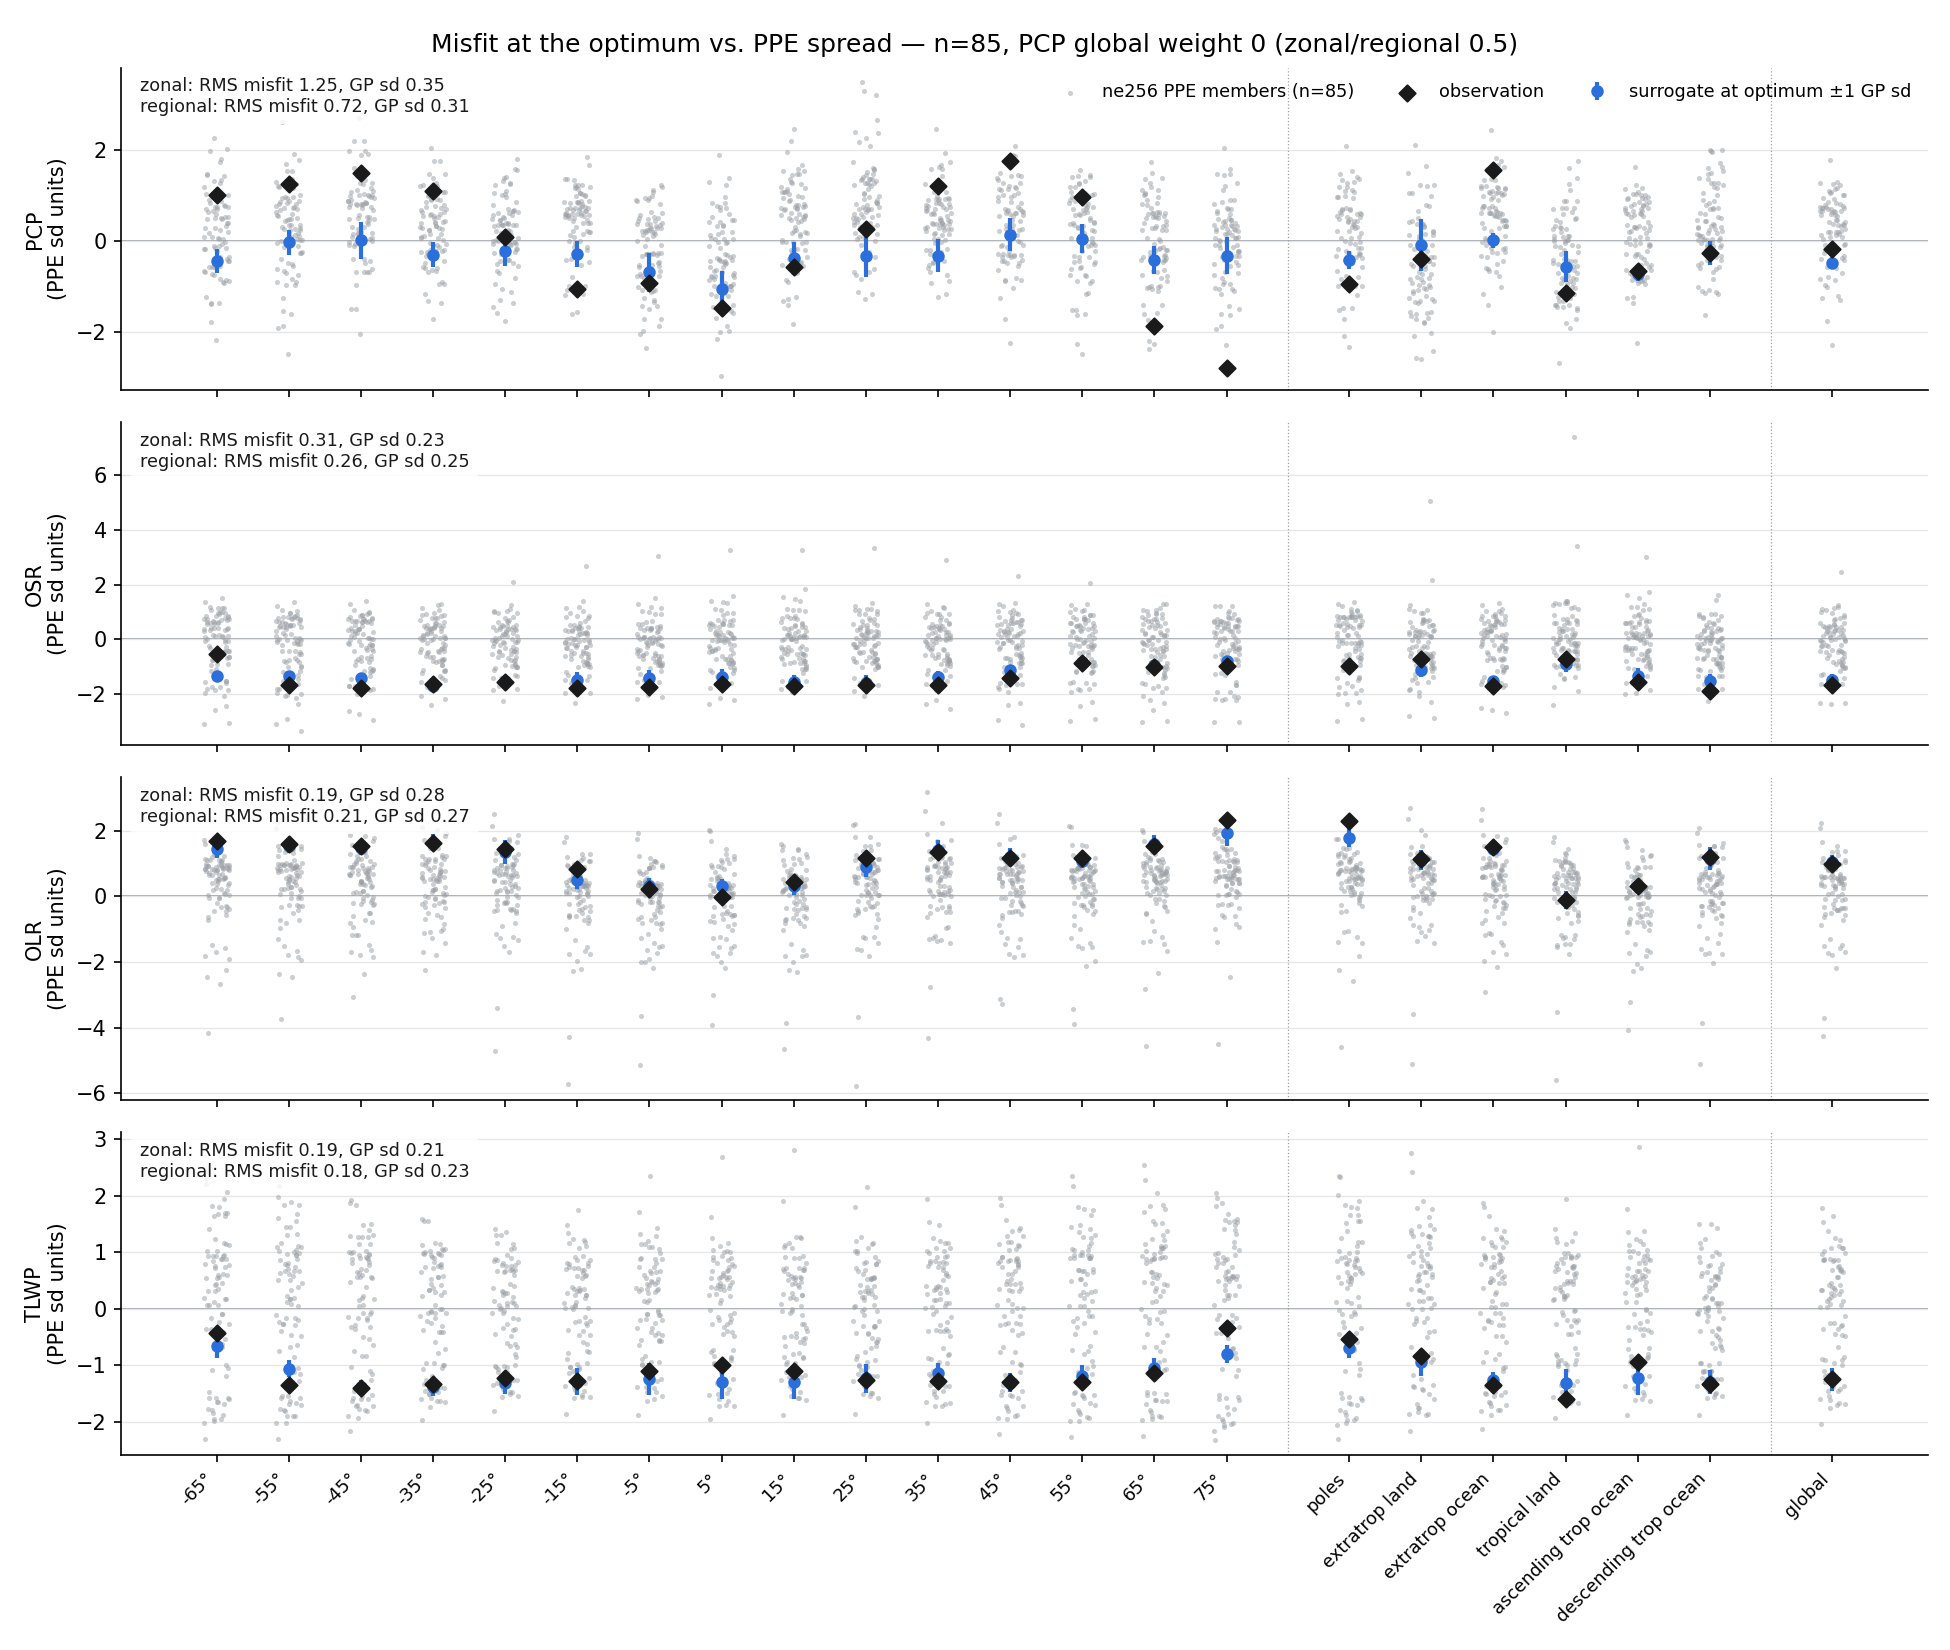 Misfit at the optimum vs. PPE spread — n=85, PCP global weight 0 (zonal/regional 0.5)
zonal: RMS misfit 1.25, GP sd 0.35
regional: RMS misfit 0.72, GP sd 0.31
ne256 PPE members (n=85)
observation
surrogate at optimum ±1 GP sd
PCP
(PPE sd units)
2
0
−2
zonal: RMS misfit 0.31, GP sd 0.23
regional: RMS misfit 0.26, GP sd 0.25
OSR
(PPE sd units)
6
4
2
0
−2
zonal: RMS misfit 0.19, GP sd 0.28
regional: RMS misfit 0.21, GP sd 0.27
OLR
(PPE sd units)
2
0
−2
−4
−6
zonal: RMS misfit 0.19, GP sd 0.21
regional: RMS misfit 0.18, GP sd 0.23
TLWP
(PPE sd units)
3
2
1
0
−1
−2
-65°
-55°
-45°
-35°
-25°
-15°
-5°
5°
15°
25°
35°
45°
55°
65°
75°
poles
extratrop land
extratrop ocean
tropical land
ascending trop ocean
descending trop ocean
global